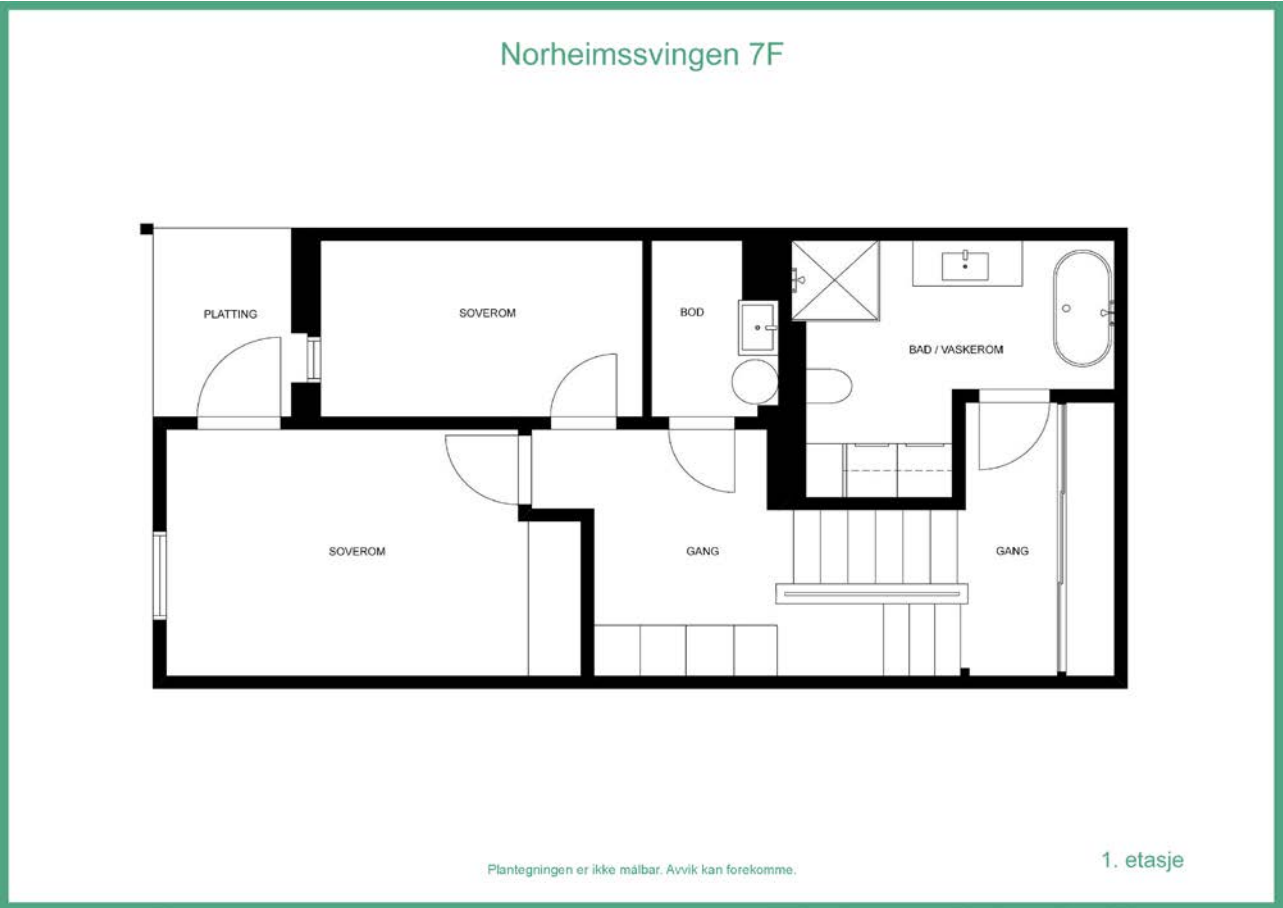 Norheimssvingen 7F
PLATTING
SOVEROM
BOD
BAD / VASKEROM
SOVEROM
GANG
GANG
Plantegningen er ikke målbar. Avvik kan forekomme.
1. etasje